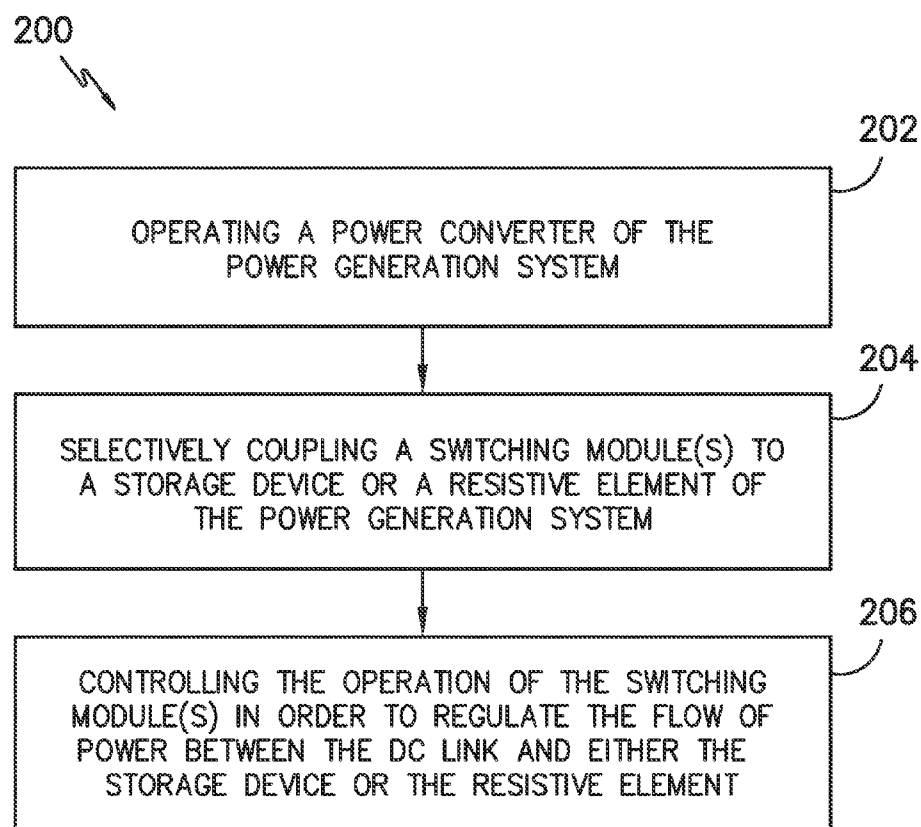 200
202
OPERATING A POWER CONVERTER OF THE
POWER GENERATION SYSTEM
204
SELECTIVELY COUPLING A SWITCHING MODULE(S) TO
A STORAGE DEVICE OR A RESISTIVE ELEMENT OF
THE POWER GENERATION SYSTEM
206
CONTROLLING THE OPERATION OF THE SWITCHING
MODULE(S) IN ORDER TO REGULATE THE FLOW OF
POWER BETWEEN THE DC LINK AND EITHER THE
STORAGE DEVICE OR THE RESISTIVE ELEMENT